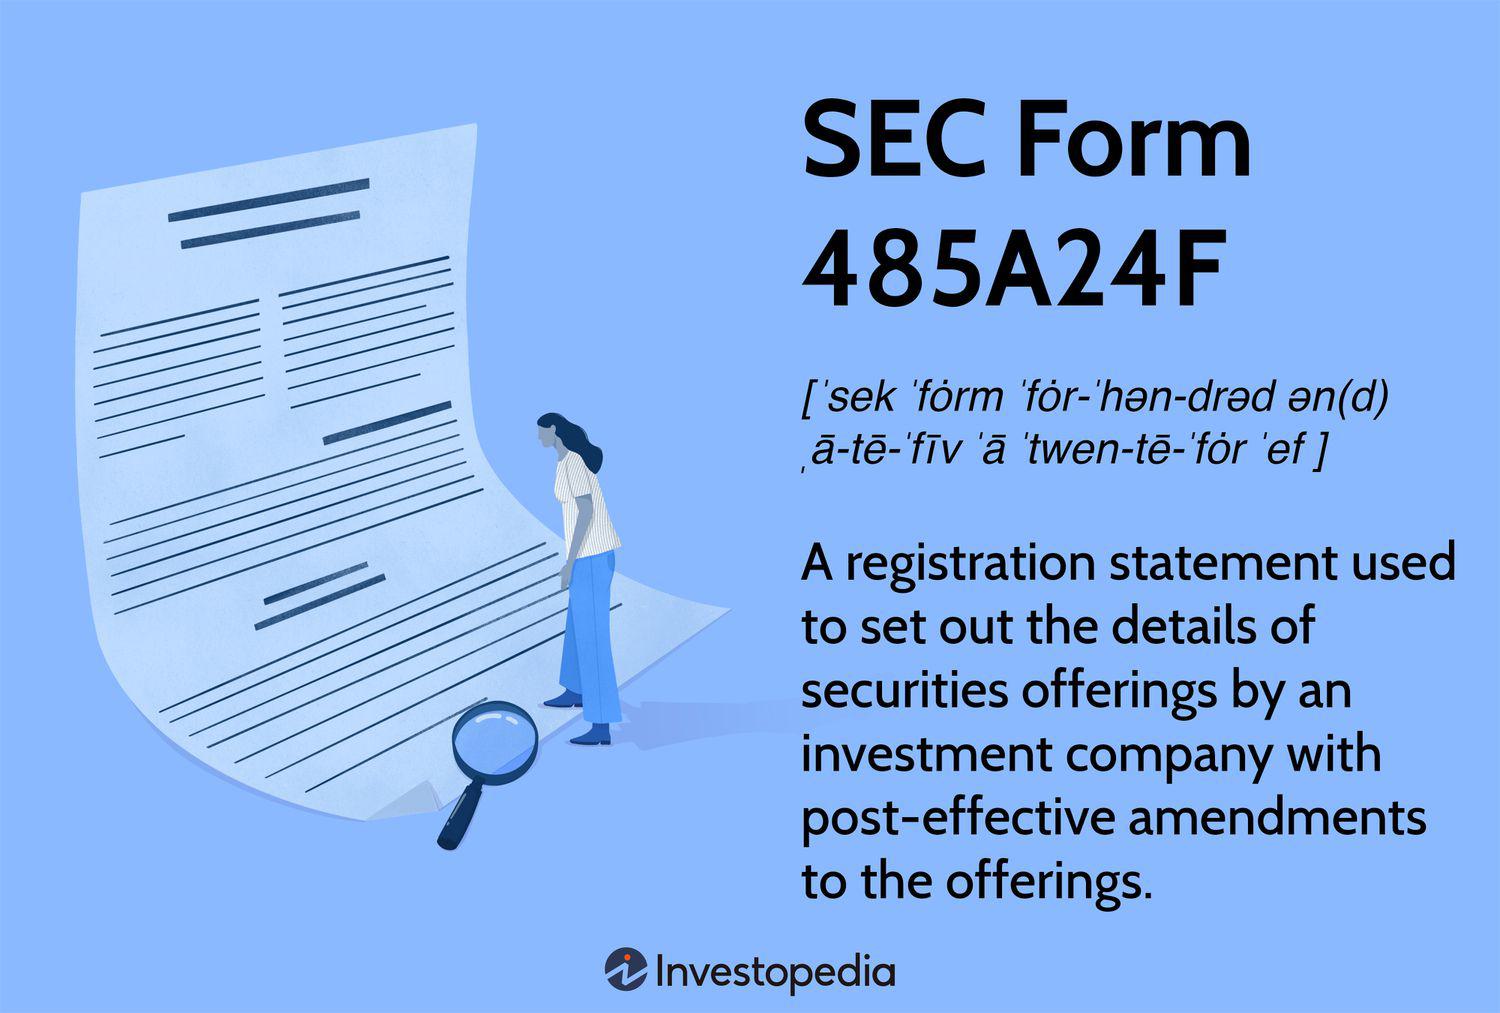 SEC Form
485A24F
[ˈsek ˈfȯrm ˈfȯr-ˈhən-drəd ən(d)
ˌā-tē-ˈfīv ˈā ˈtwen-tē-ˈfȯr ˈef ]
A registration statement used
to set out the details of
securities offerings by an
investment company with
post-effective amendments
to the offerings.
Investopedia